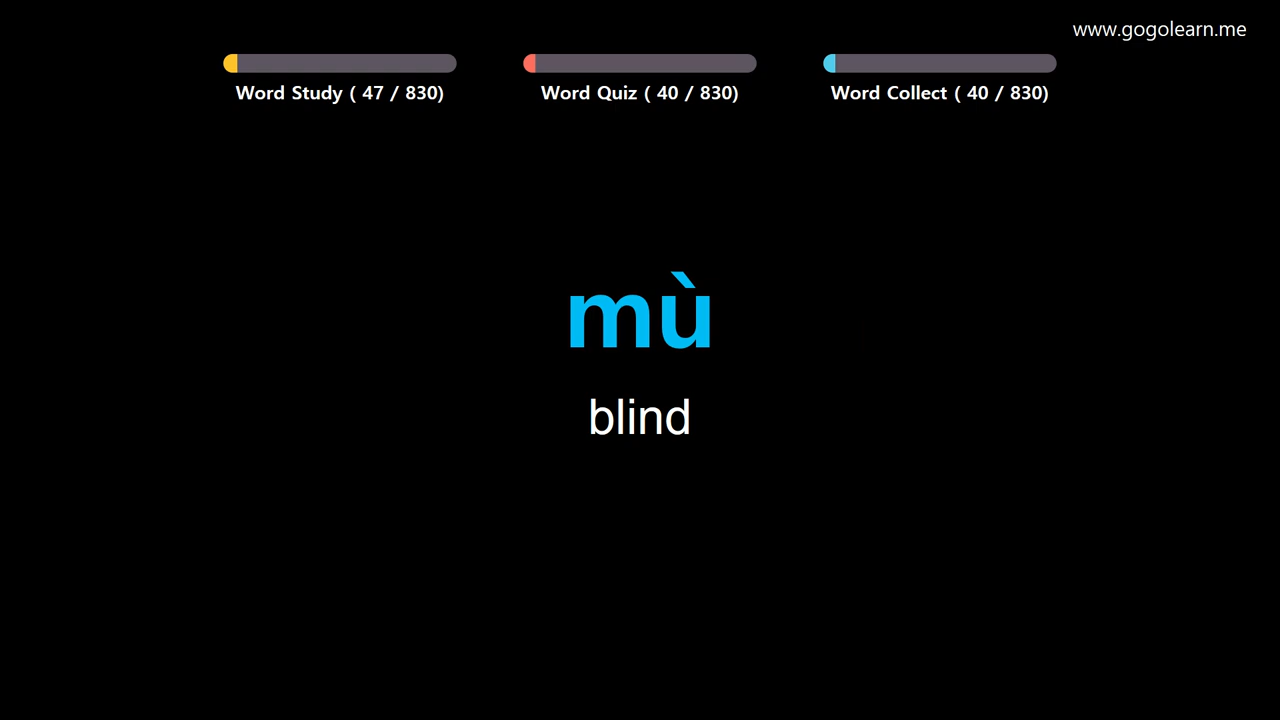 www.gogolearn.me
Word Study ( 47 / 830)
Word Quiz ( 40 / 830)
Word Collect ( 40 / 830)
mù
blind